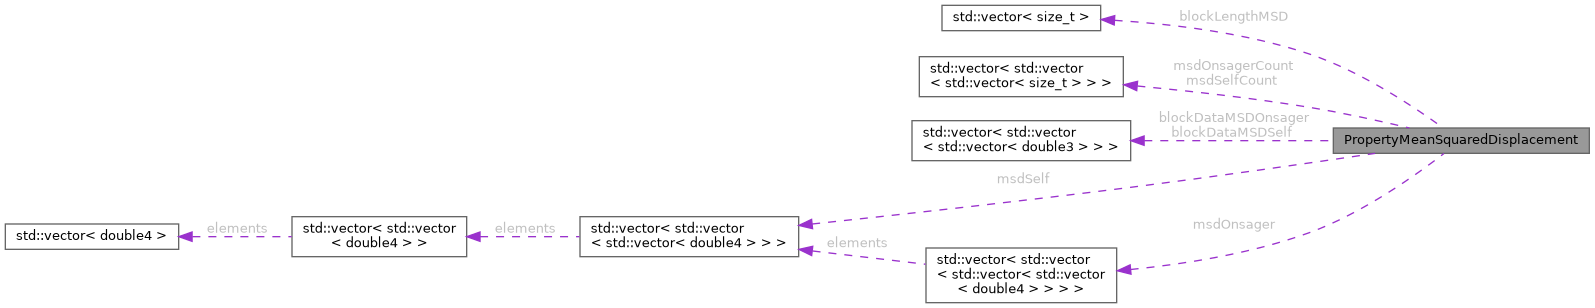 std::vector< size_t >
blockLengthMSD
std::vector< std::vector
< std::vector< size_t > > >
msdOnsagerCount
msdSelfCount
std::vector< std::vector
< std::vector< double3 > > >
blockDataMSDOnsager
blockDataMSDSelf
PropertyMeanSquaredDisplacement
msdSelf
std::vector< double4 >
elements
std::vector< std::vector
< double4 > >
elements
std::vector< std::vector
< std::vector< double4 > > >
msdOnsager
elements
std::vector< std::vector
< std::vector< std::vector
< double4 > > > >